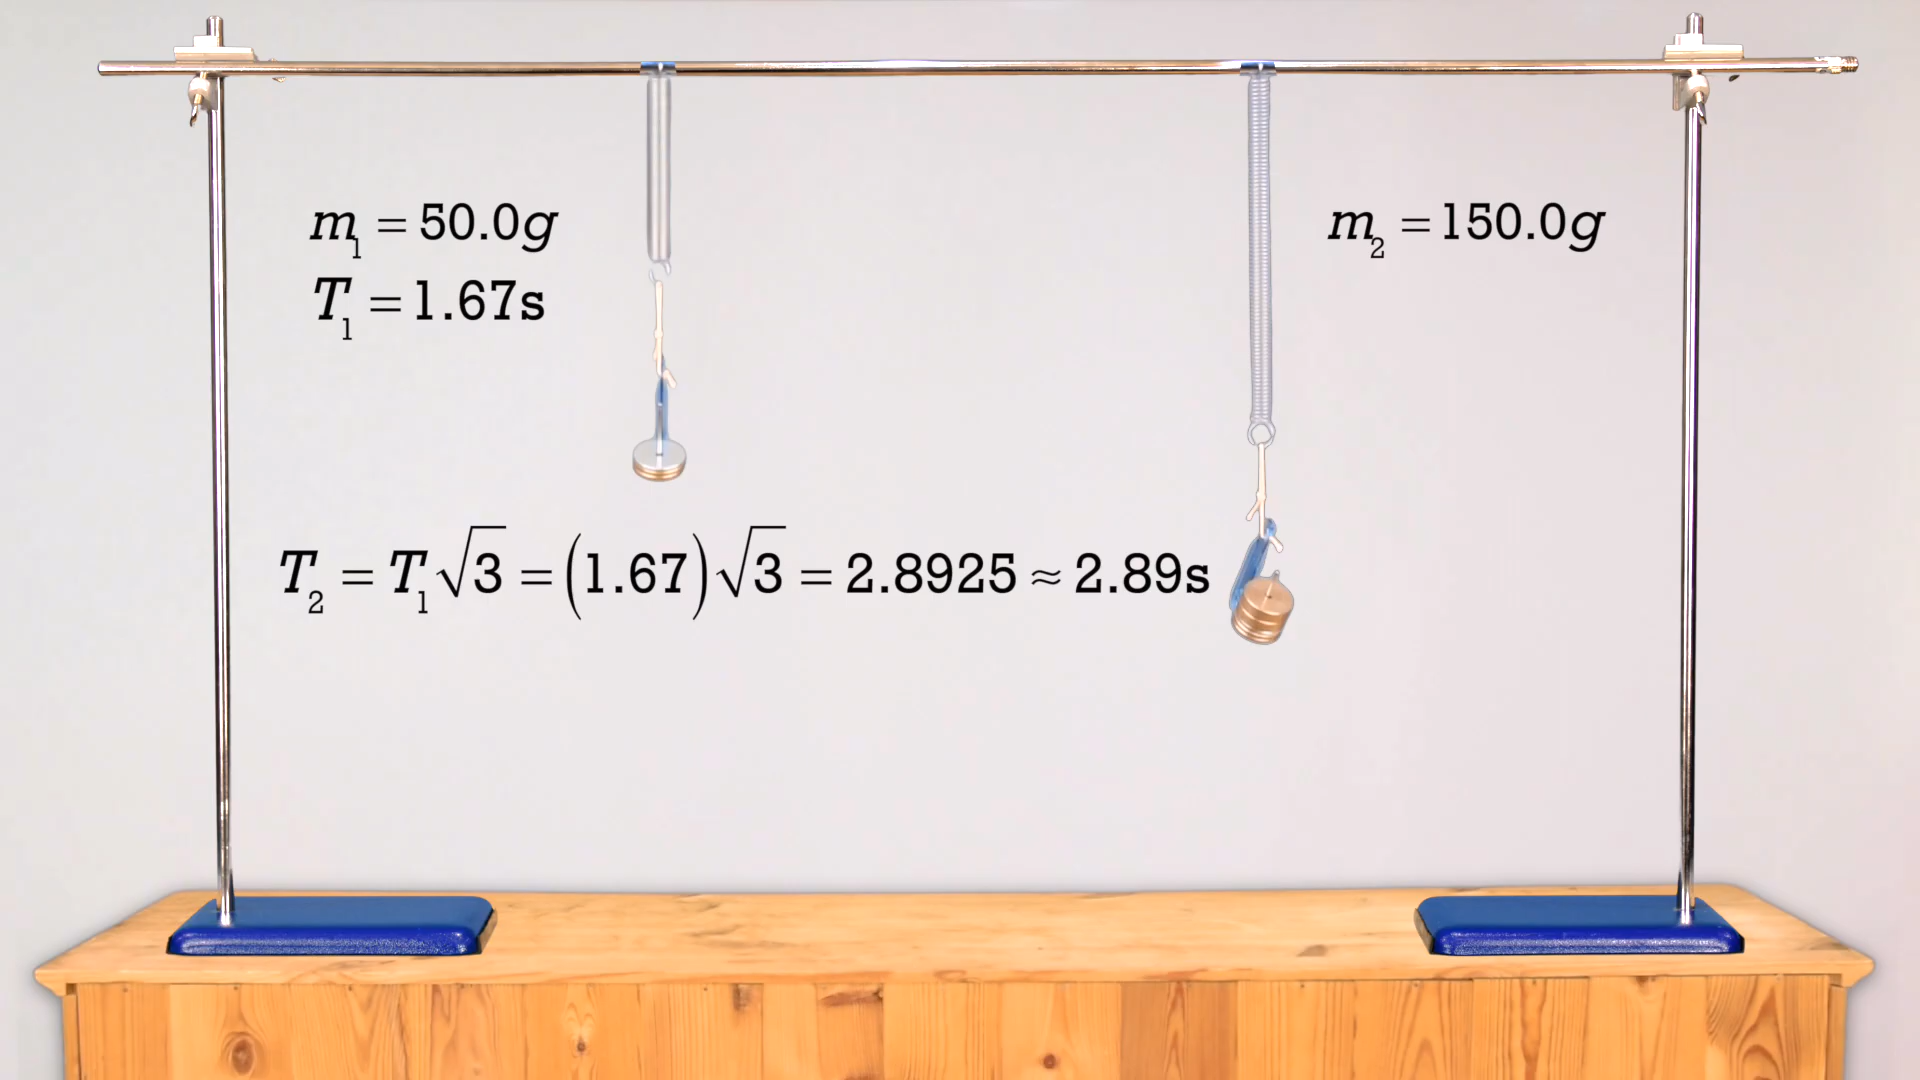 m₁ = 50.0g
T₁ = 1.67s
m₂ = 150.0g
T₂ = T₁√3 = (1.67)√3 = 2.8925 ≈ 2.89s